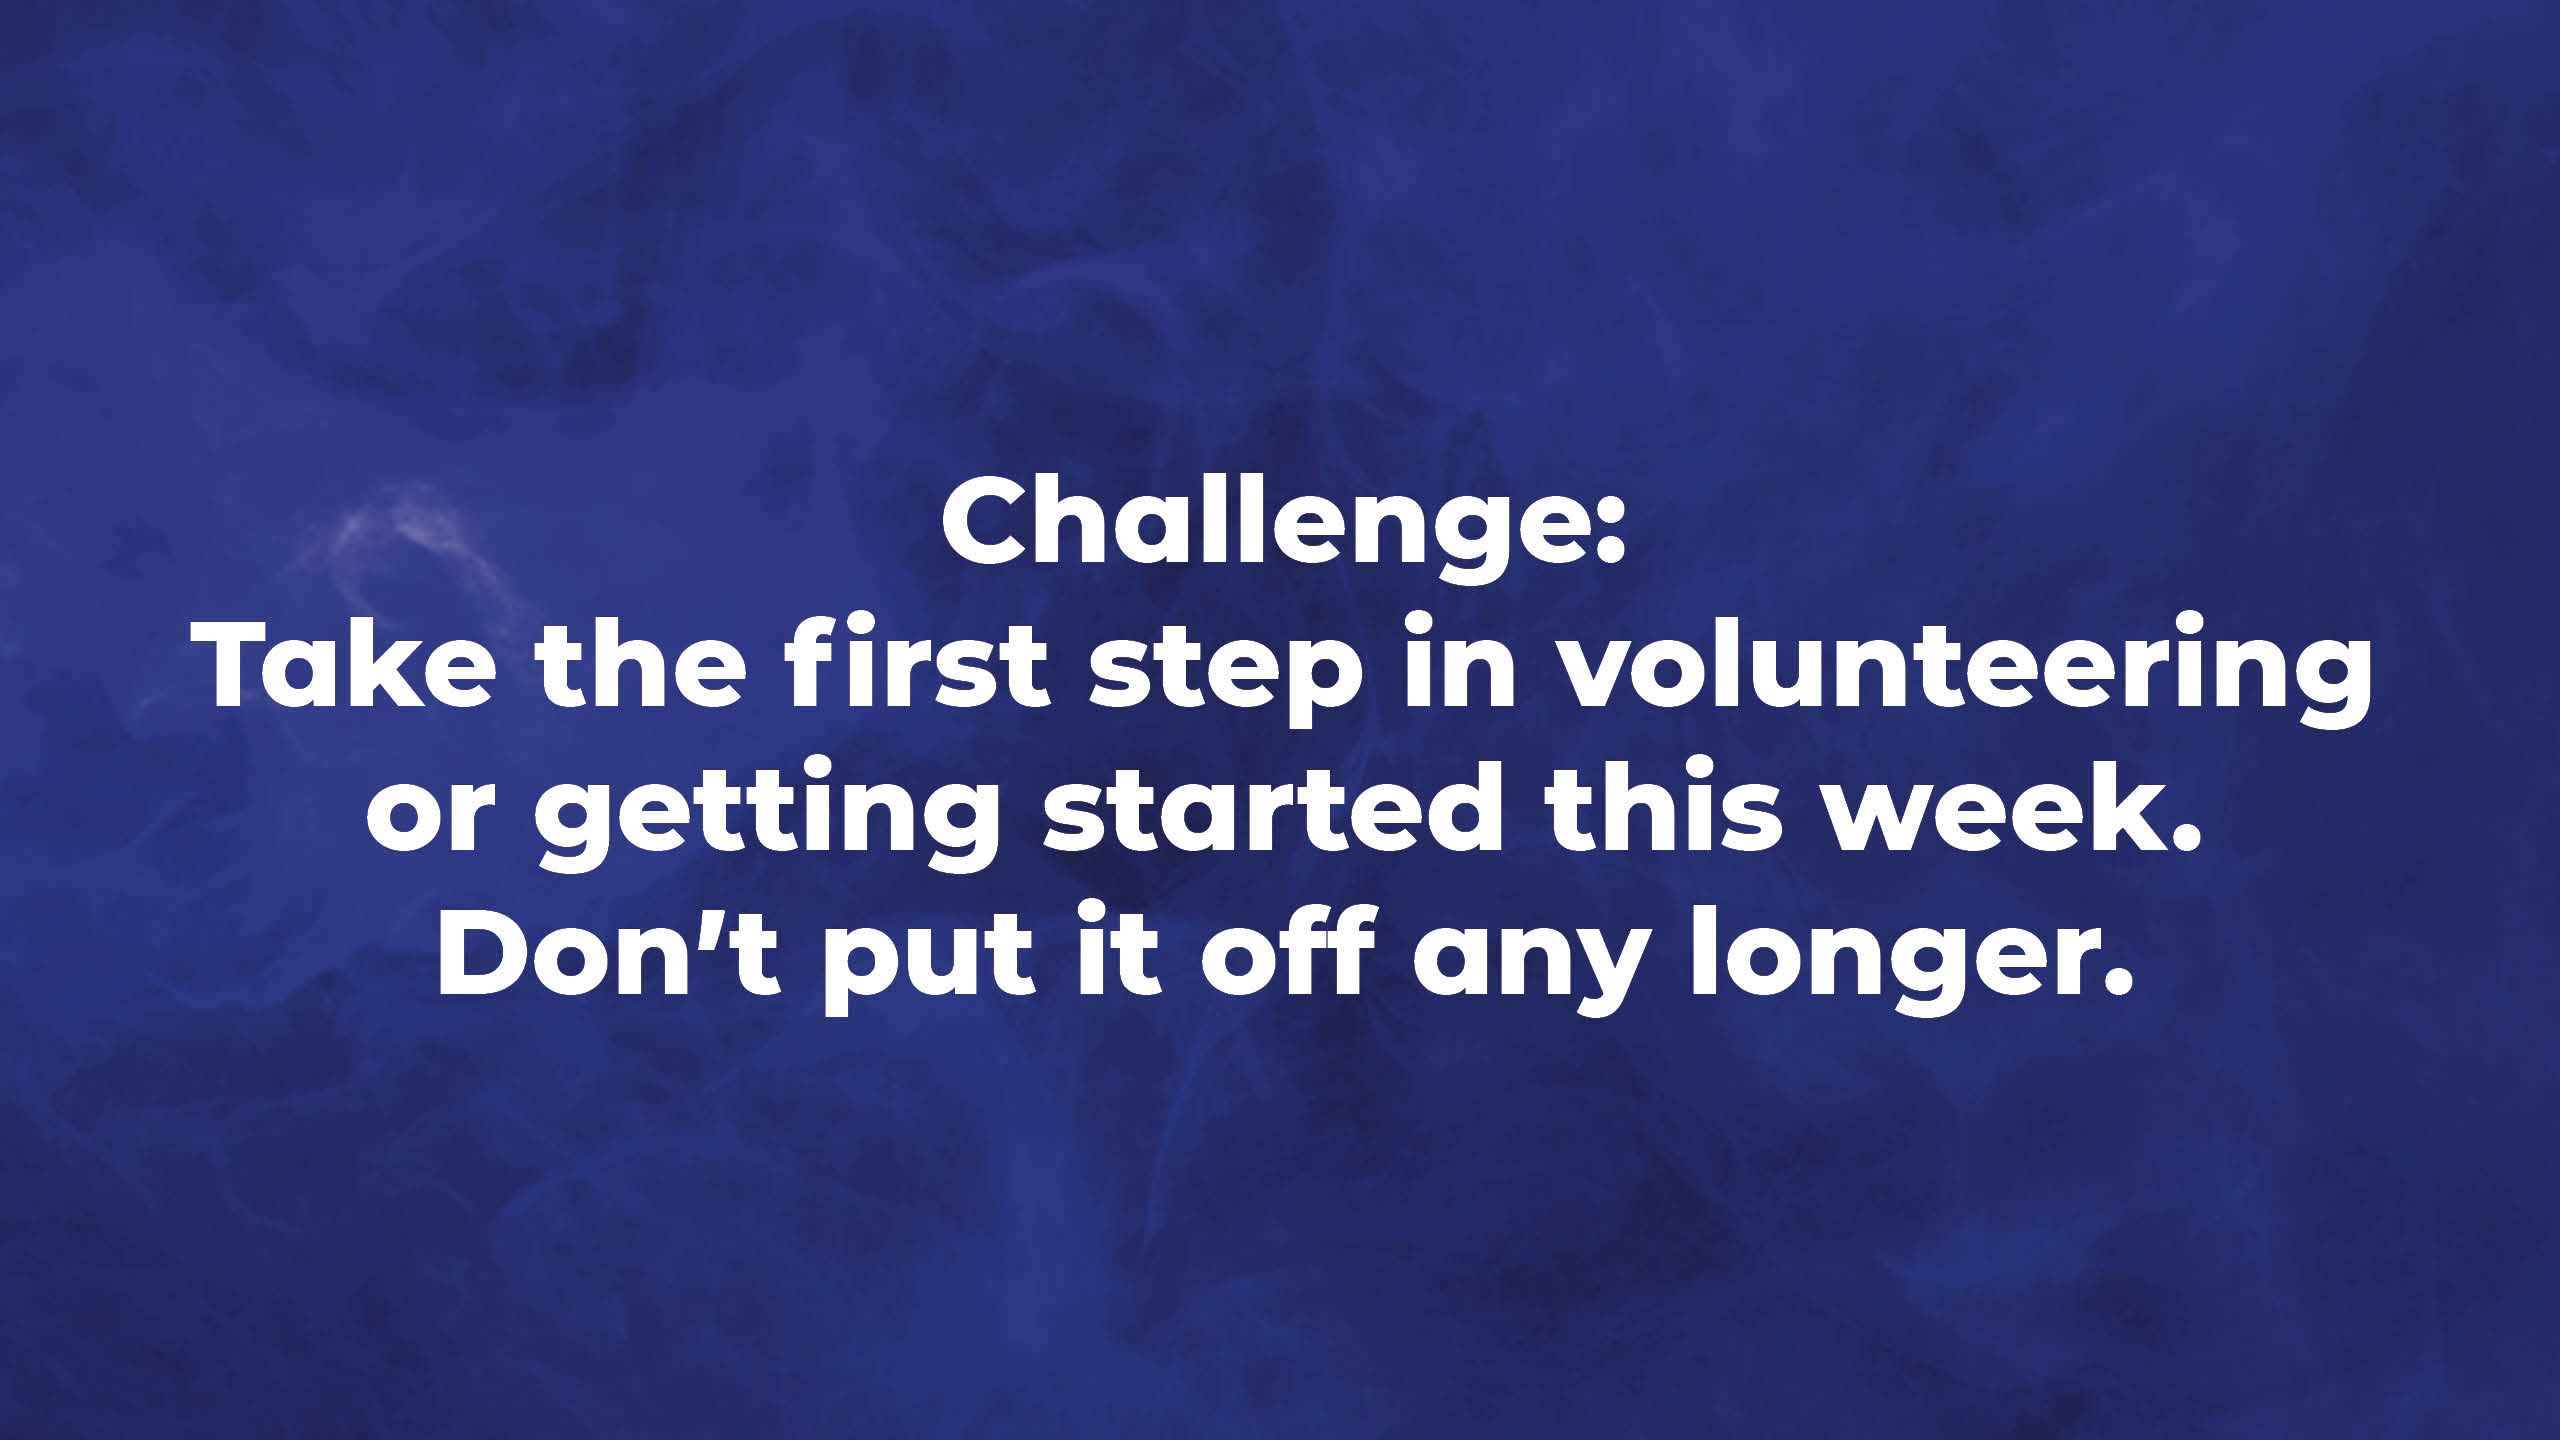 Challenge:
Take the first step in volunteering
or getting started this week.
Don't put it off any longer.